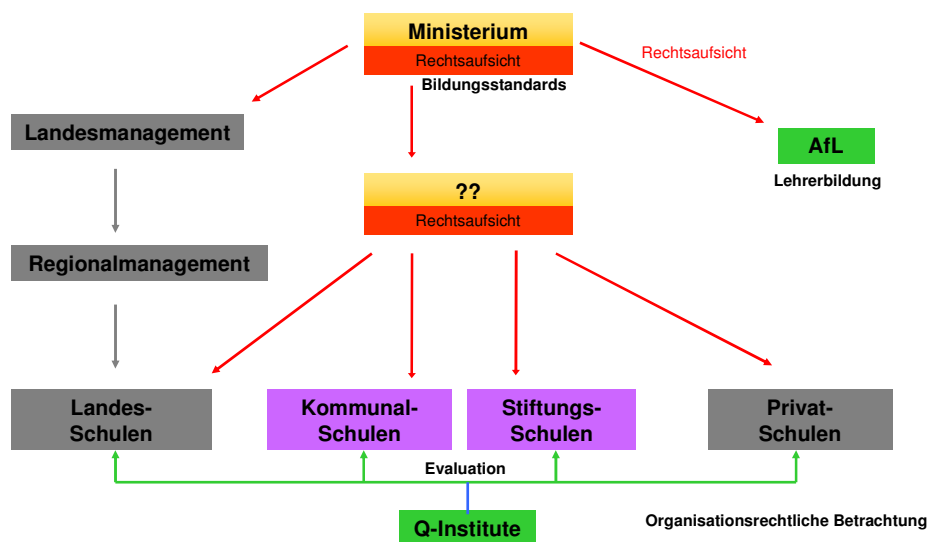 Ministerium
Rechtsaufsicht
Rechtsaufsicht
Bildungsstandards
Landesmanagement
AfL
Lehrerbildung
??
Rechtsaufsicht
Regionalmanagement
Landes-
Schulen
Kommunal-
Schulen
Stiftungs-
Schulen
Privat-
Schulen
Evaluation
Q-Institute
Organisationsrechtliche Betrachtung